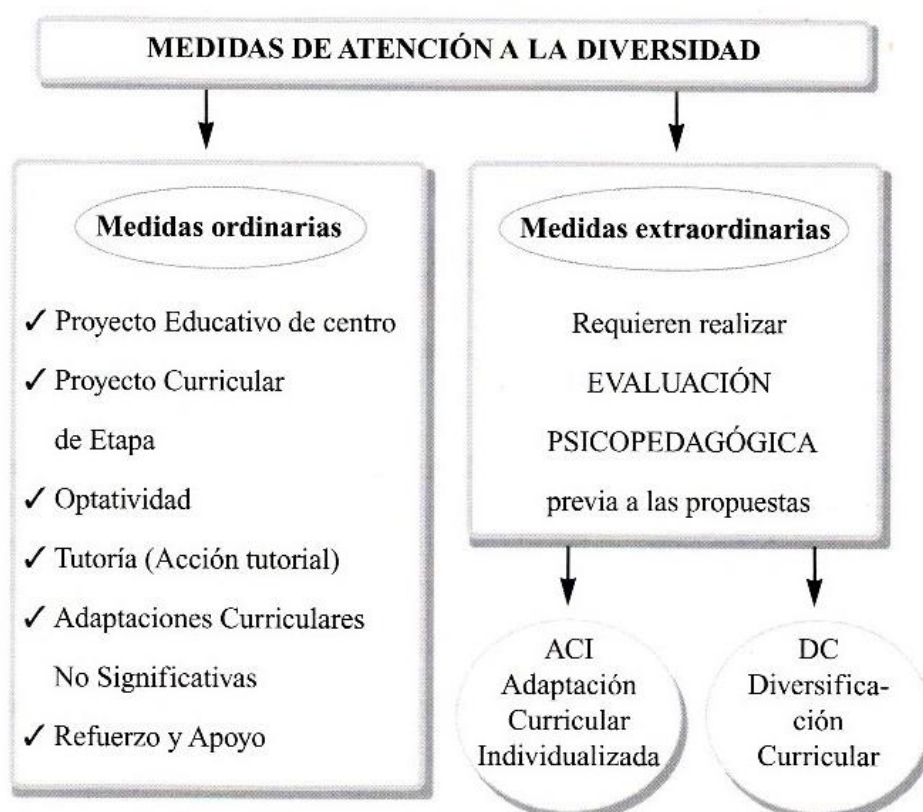 MEDIDAS DE ATENCIÓN A LA DIVERSIDAD
Medidas ordinarias
✓ Proyecto Educativo de centro
✓ Proyecto Curricular
de Etapa
✓ Optatividad
✓ Tutoría (Acción tutorial)
✓ Adaptaciones Curriculares
No Significativas
✓ Refuerzo y Apoyo
Medidas extraordinarias
Requieren realizar
EVALUACIÓN
PSICOPEDAGÓGICA
previa a las propuestas
ACI
Adaptación
Curricular
Individualizada
DC
Diversifica-
ción
Curricular